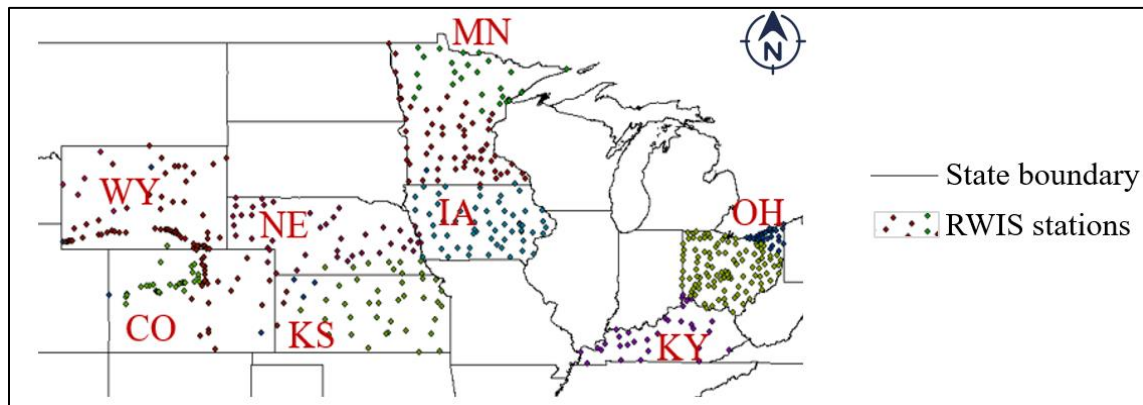 MN
N
WY
NE
IA
OH
CO
KS
KY
State boundary
RWIS stations